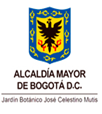 ALCALDÍA MAYOR
DE BOGOTÁ D.C.
Jardín Botánico José Celestino Mutis